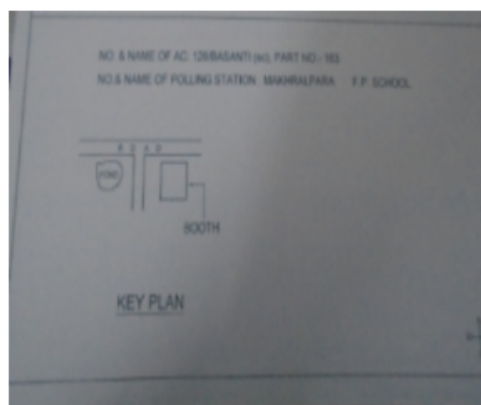 NO. & NAME OF AC: 128/BASANTI (SC), PART NO.- 103
NO.& NAME OF POLLING STATION: MAKHRALPARA F.P. SCHOOL
ROAD
POND
BOOTH
KEY PLAN